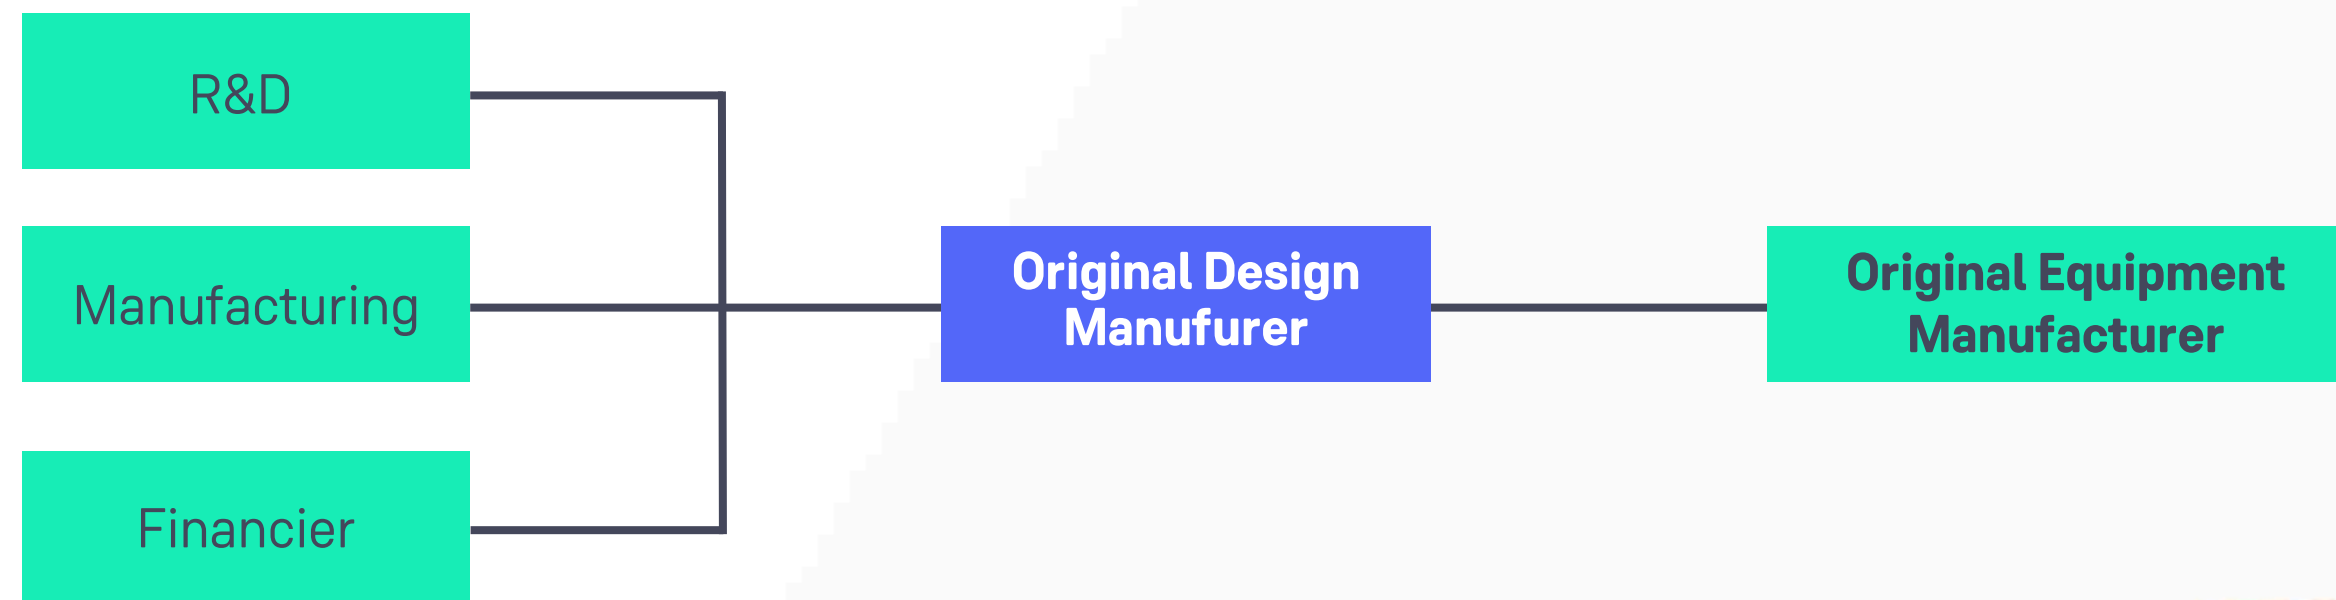 R&D
Manufacturing
Financier
Original Design
Manufurer
Original Equipment
Manufacturer